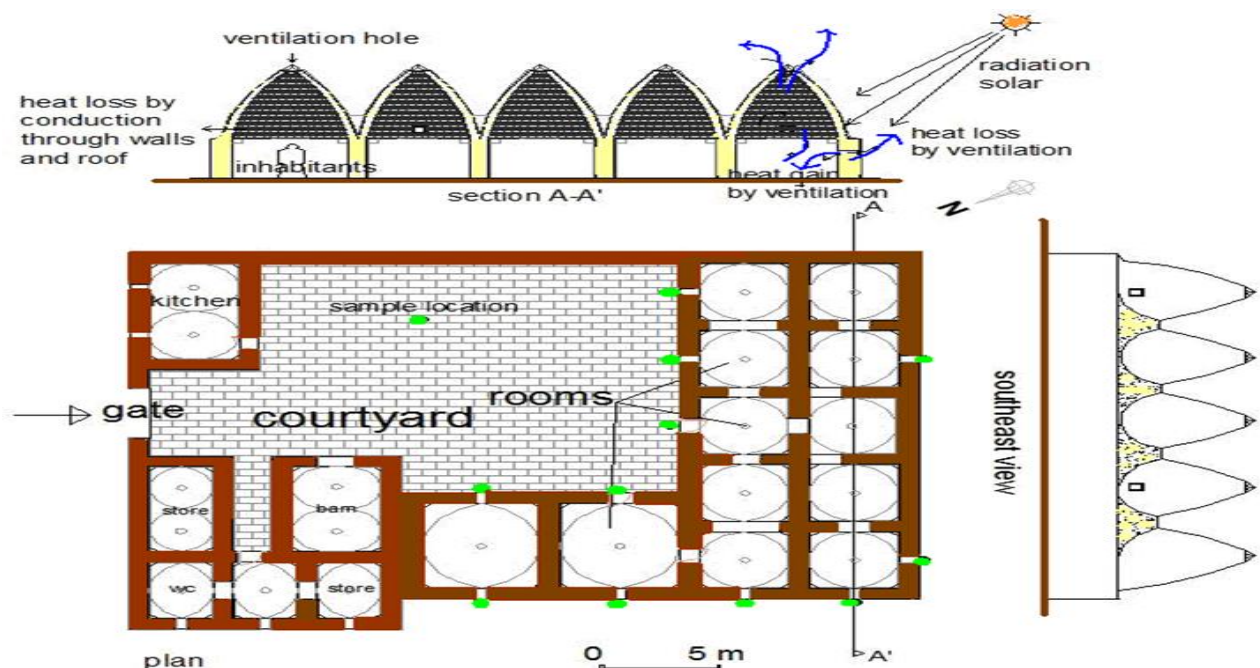 ventilation hole
radiation
solar
heat loss by
conduction
through walls
and roof
heat loss
by ventilation
inhabitants
heat gain
by ventilation
section A-A'
N
A
kitchen
sample location
rooms
gate
courtyard
southeast view
store
barn
wc
store
0 5 m
A'
plan